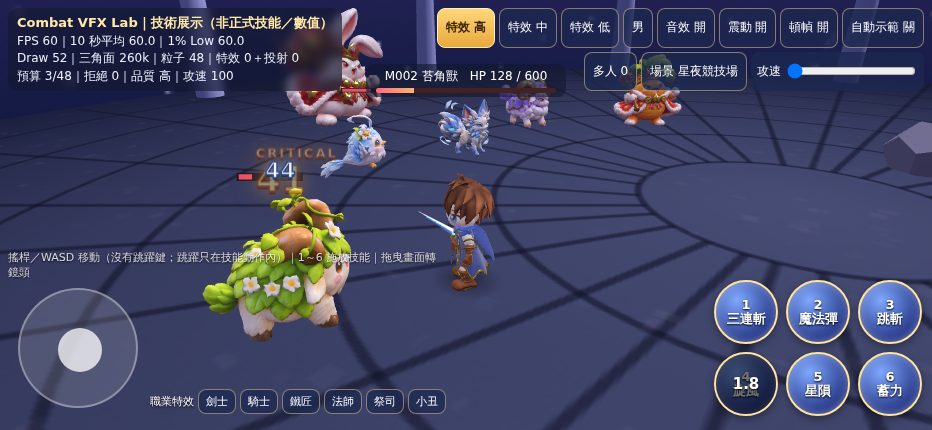 Combat VFX Lab｜技術展示（非正式技能／數值）
FPS 60｜10 秒平均 60.0｜1% Low 60.0
Draw 52｜三角面 260k｜粒子 48｜特效 0＋投射 0
預算 3/48｜拒絕 0｜品質 高｜攻速 100
特效 高
特效 中
特效 低
男
音效 開
震動 開
頓幀 開
自動示範 關
多人 0
場景 星夜競技場
攻速
M002 苔角獸 HP 128 / 600
CRITICAL
44
搖桿／WASD 移動（沒有跳躍鍵；跳躍只在技能動作內）｜1～6 施放技能｜拖曳畫面轉
鏡頭
1
三連斬
2
魔法彈
3
跳斬
1.8
旋風
5
星隕
6
蓄力
職業特效
劍士
騎士
鐵匠
法師
祭司
小丑